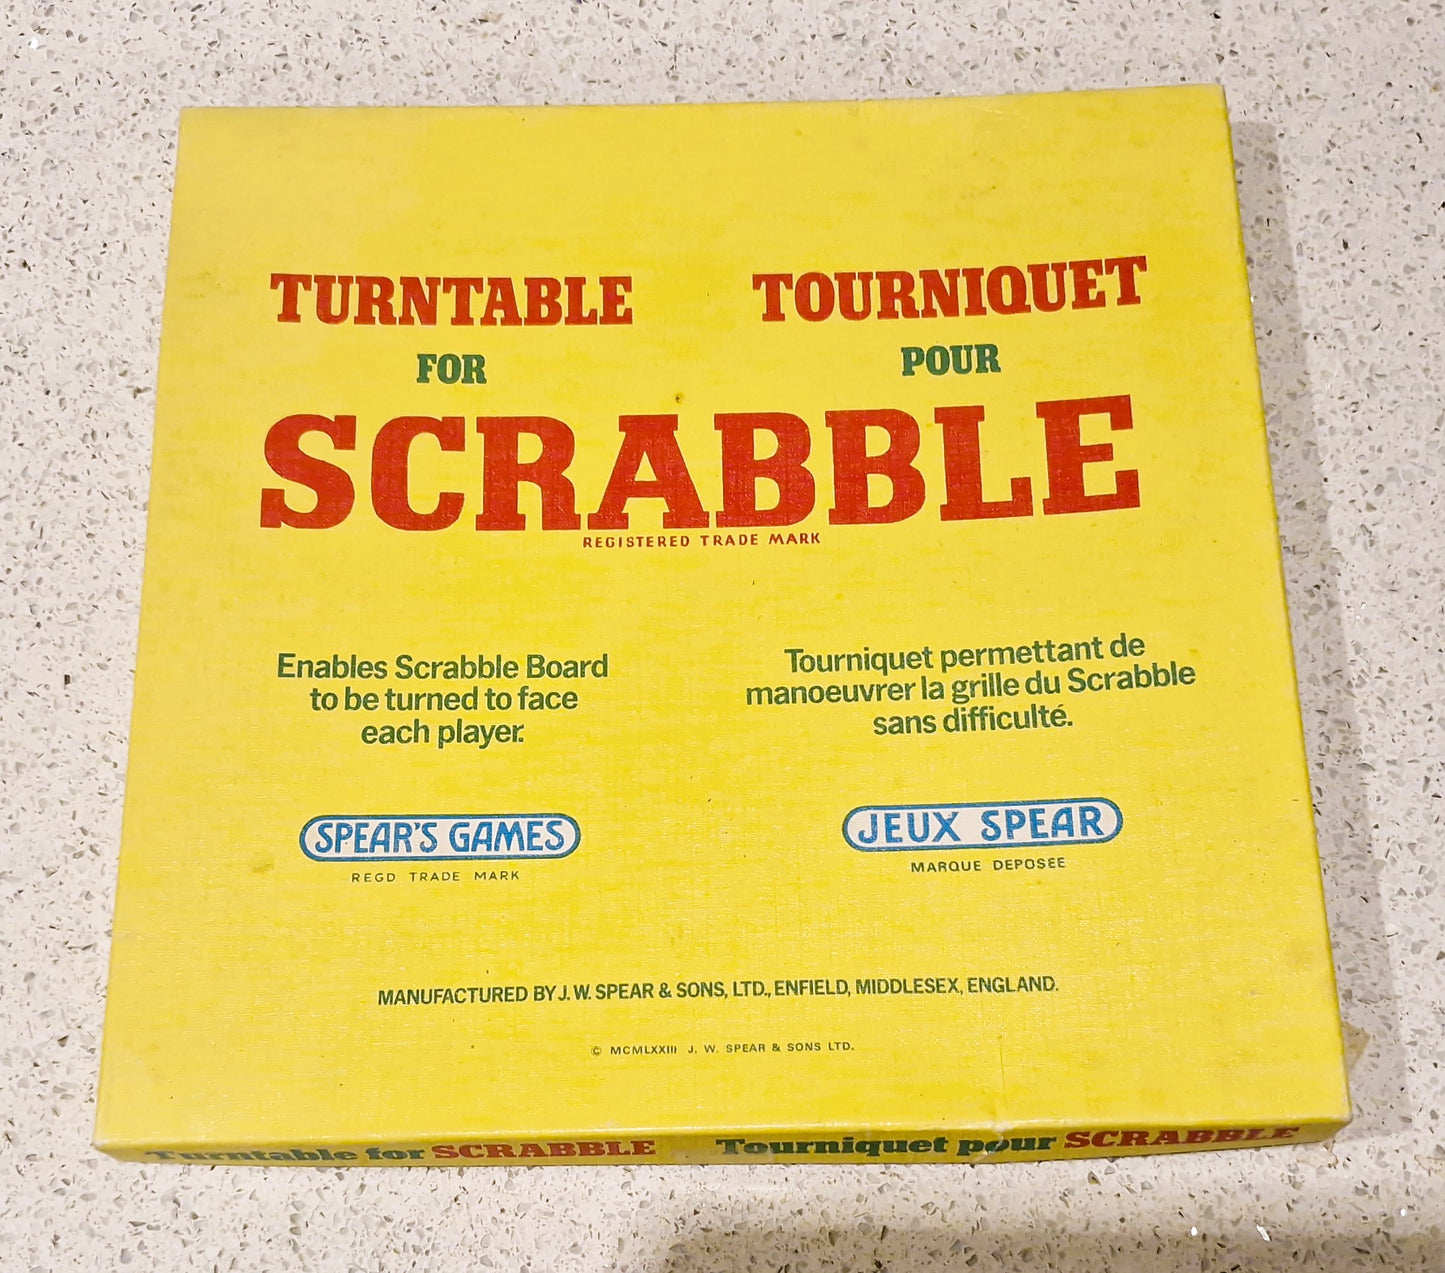 TURNTABLE
FOR
TOURNIQUET
POUR
SCRABBLE
REGISTERED TRADE MARK
Enables Scrabble Board
to be turned to face
each player.
Tourniquet permettant de
manoeuvrer la grille du Scrabble
sans difficulté.
SPEAR'S GAMES
REGD TRADE MARK
JEUX SPEAR
MARQUE DEPOSEE
MANUFACTURED BY J. W. SPEAR & SONS, LTD., ENFIELD, MIDDLESEX, ENGLAND.
© MCMLXXIII J. W. SPEAR & SONS LTD.
Turntable for SCRABBLE
Tourniquet pour SCRABBLE